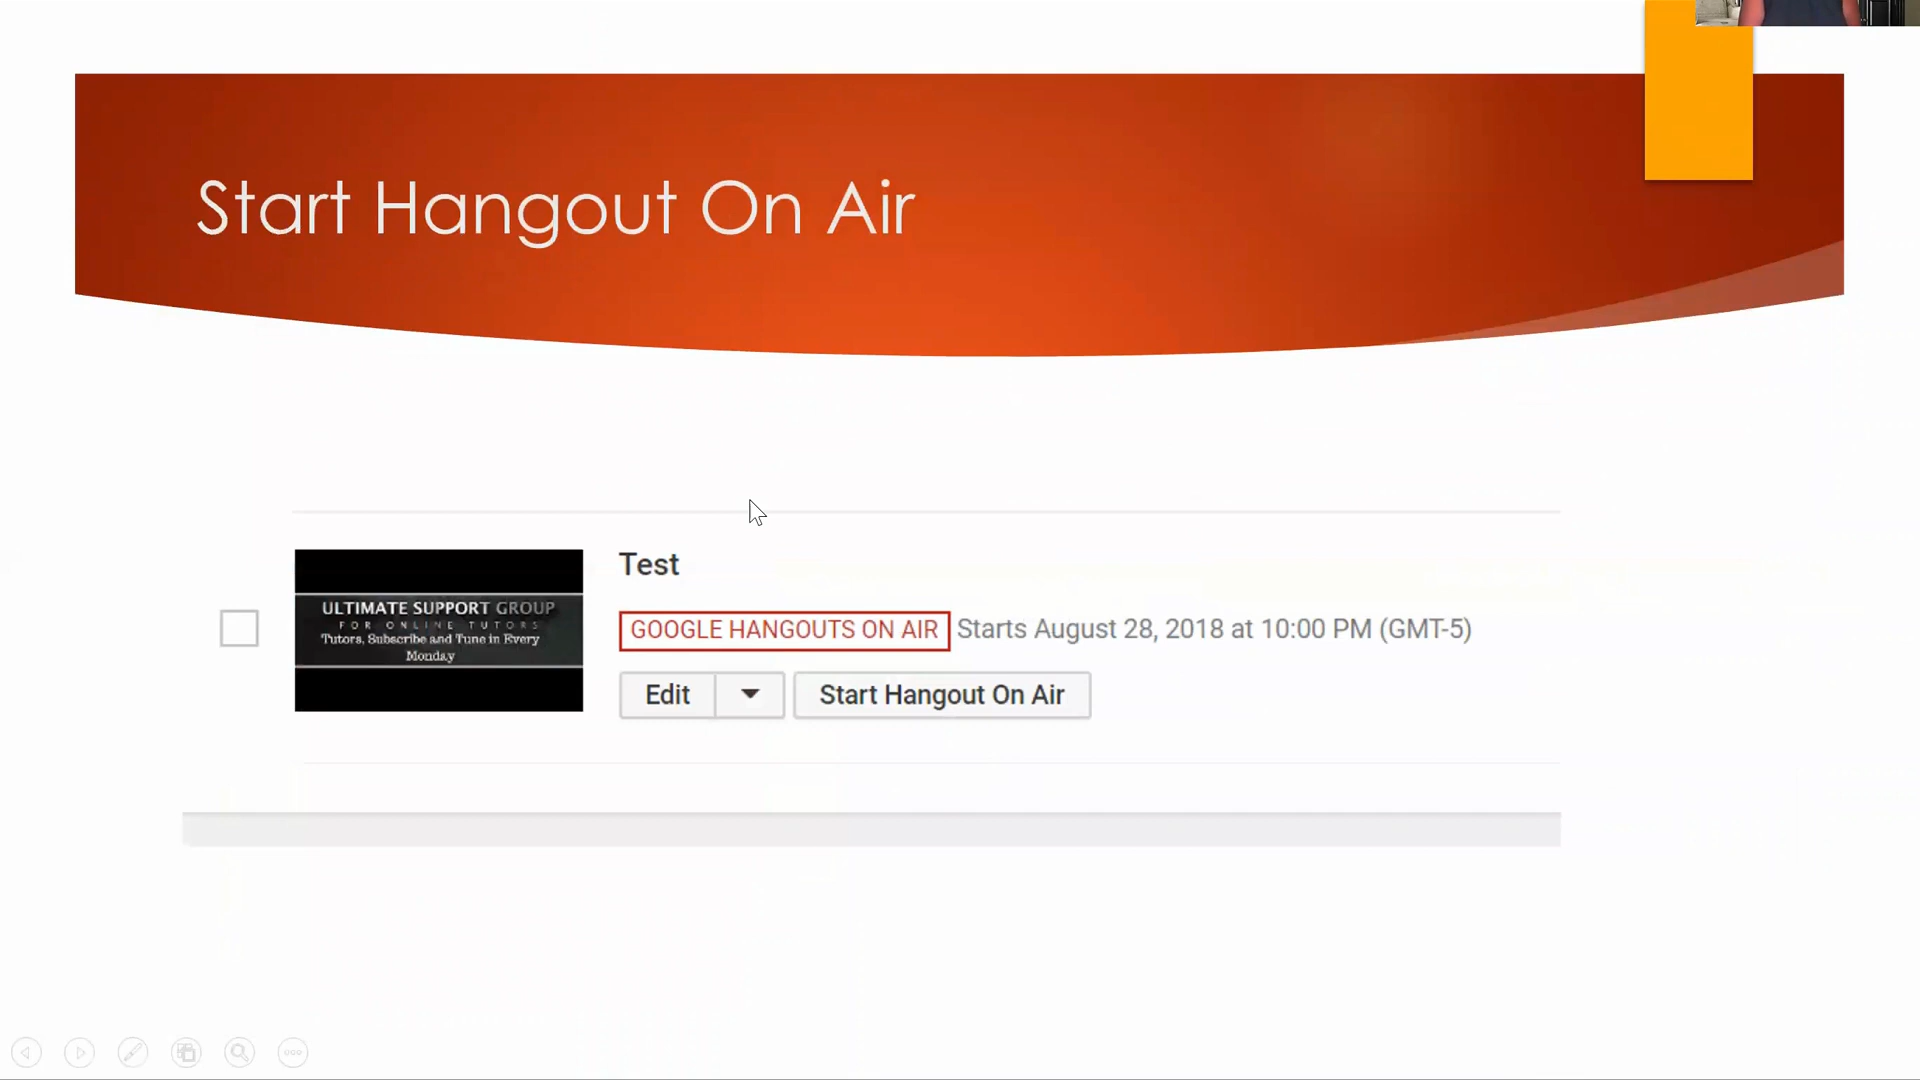 Start Hangout On Air
Test
ULTIMATE SUPPORT GROUP
FOR ONLINE TUTORS
Tutors, Subscribe and Tune in Every
Monday
GOOGLE HANGOUTS ON AIR Starts August 28, 2018 at 10:00 PM (GMT-5)
Edit Start Hangout On Air